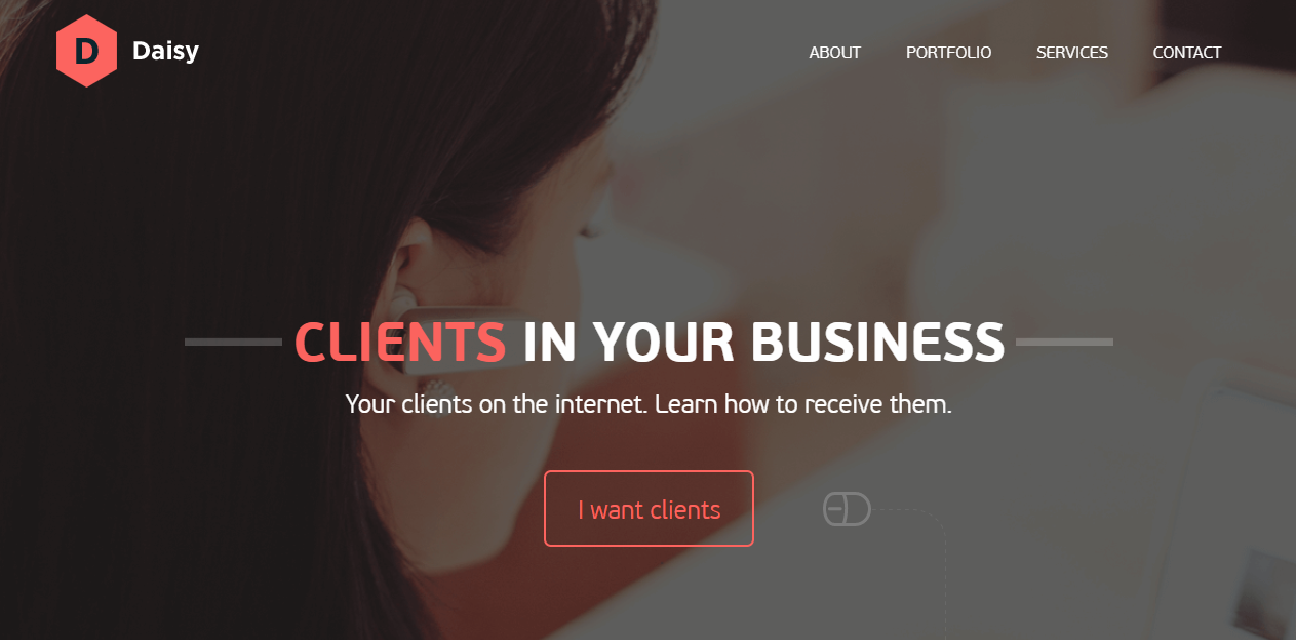 D Daisy
ABOUT PORTFOLIO SERVICES CONTACT
CLIENTS IN YOUR BUSINESS
Your clients on the internet. Learn how to receive them.
I want clients